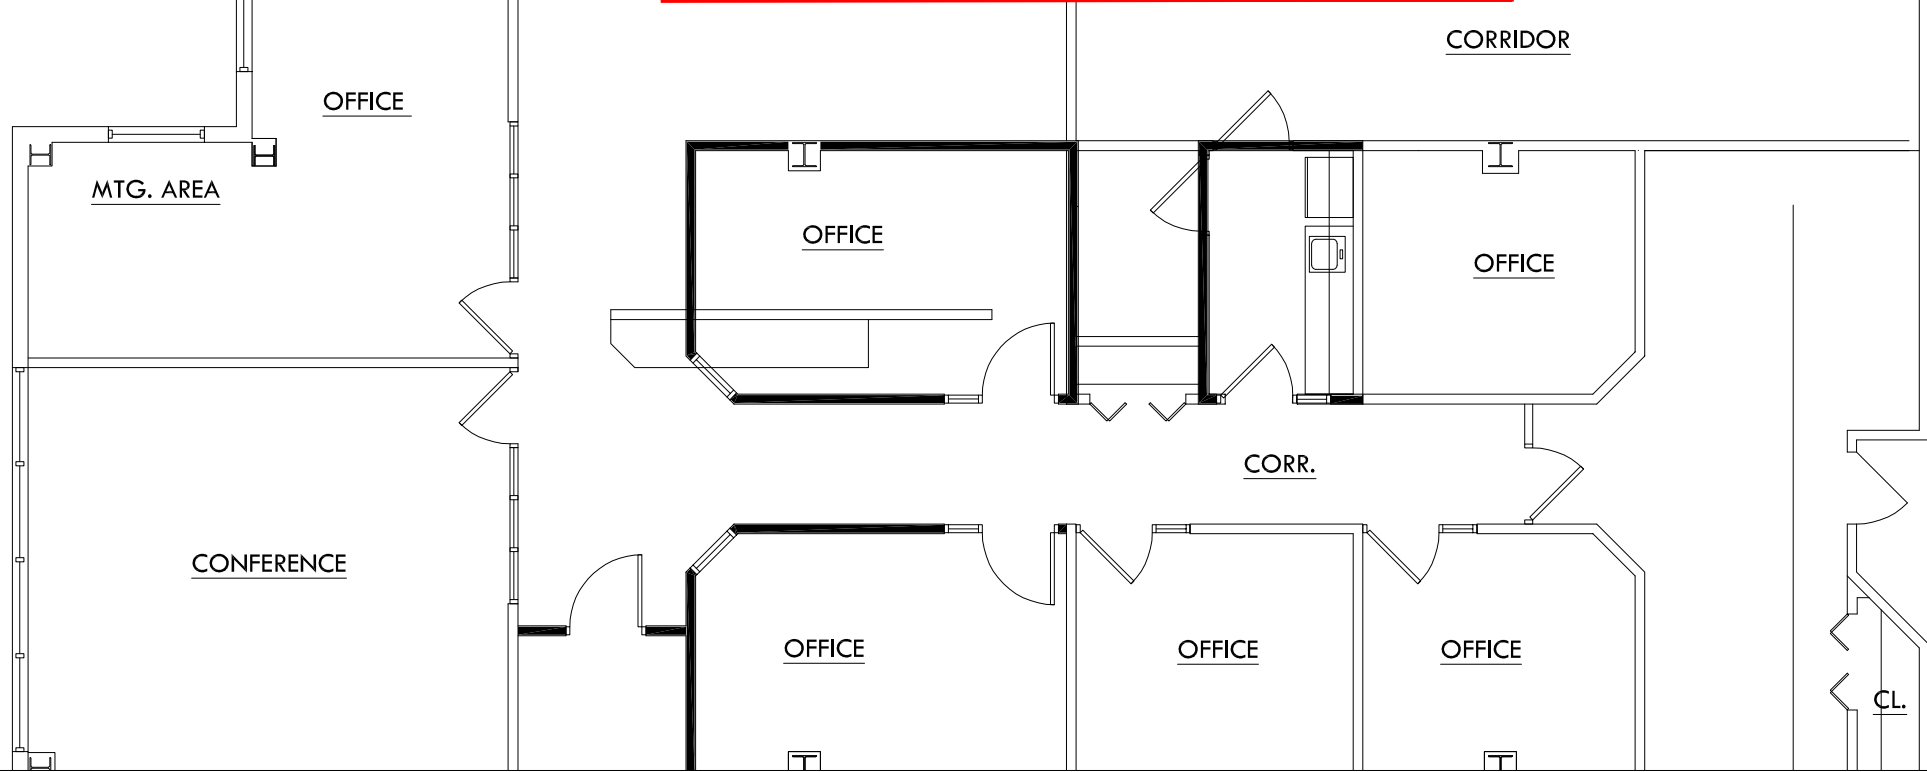 CORRIDOR
OFFICE
MTG. AREA
OFFICE
OFFICE
CORR.
CONFERENCE
OFFICE
OFFICE
OFFICE
CL.